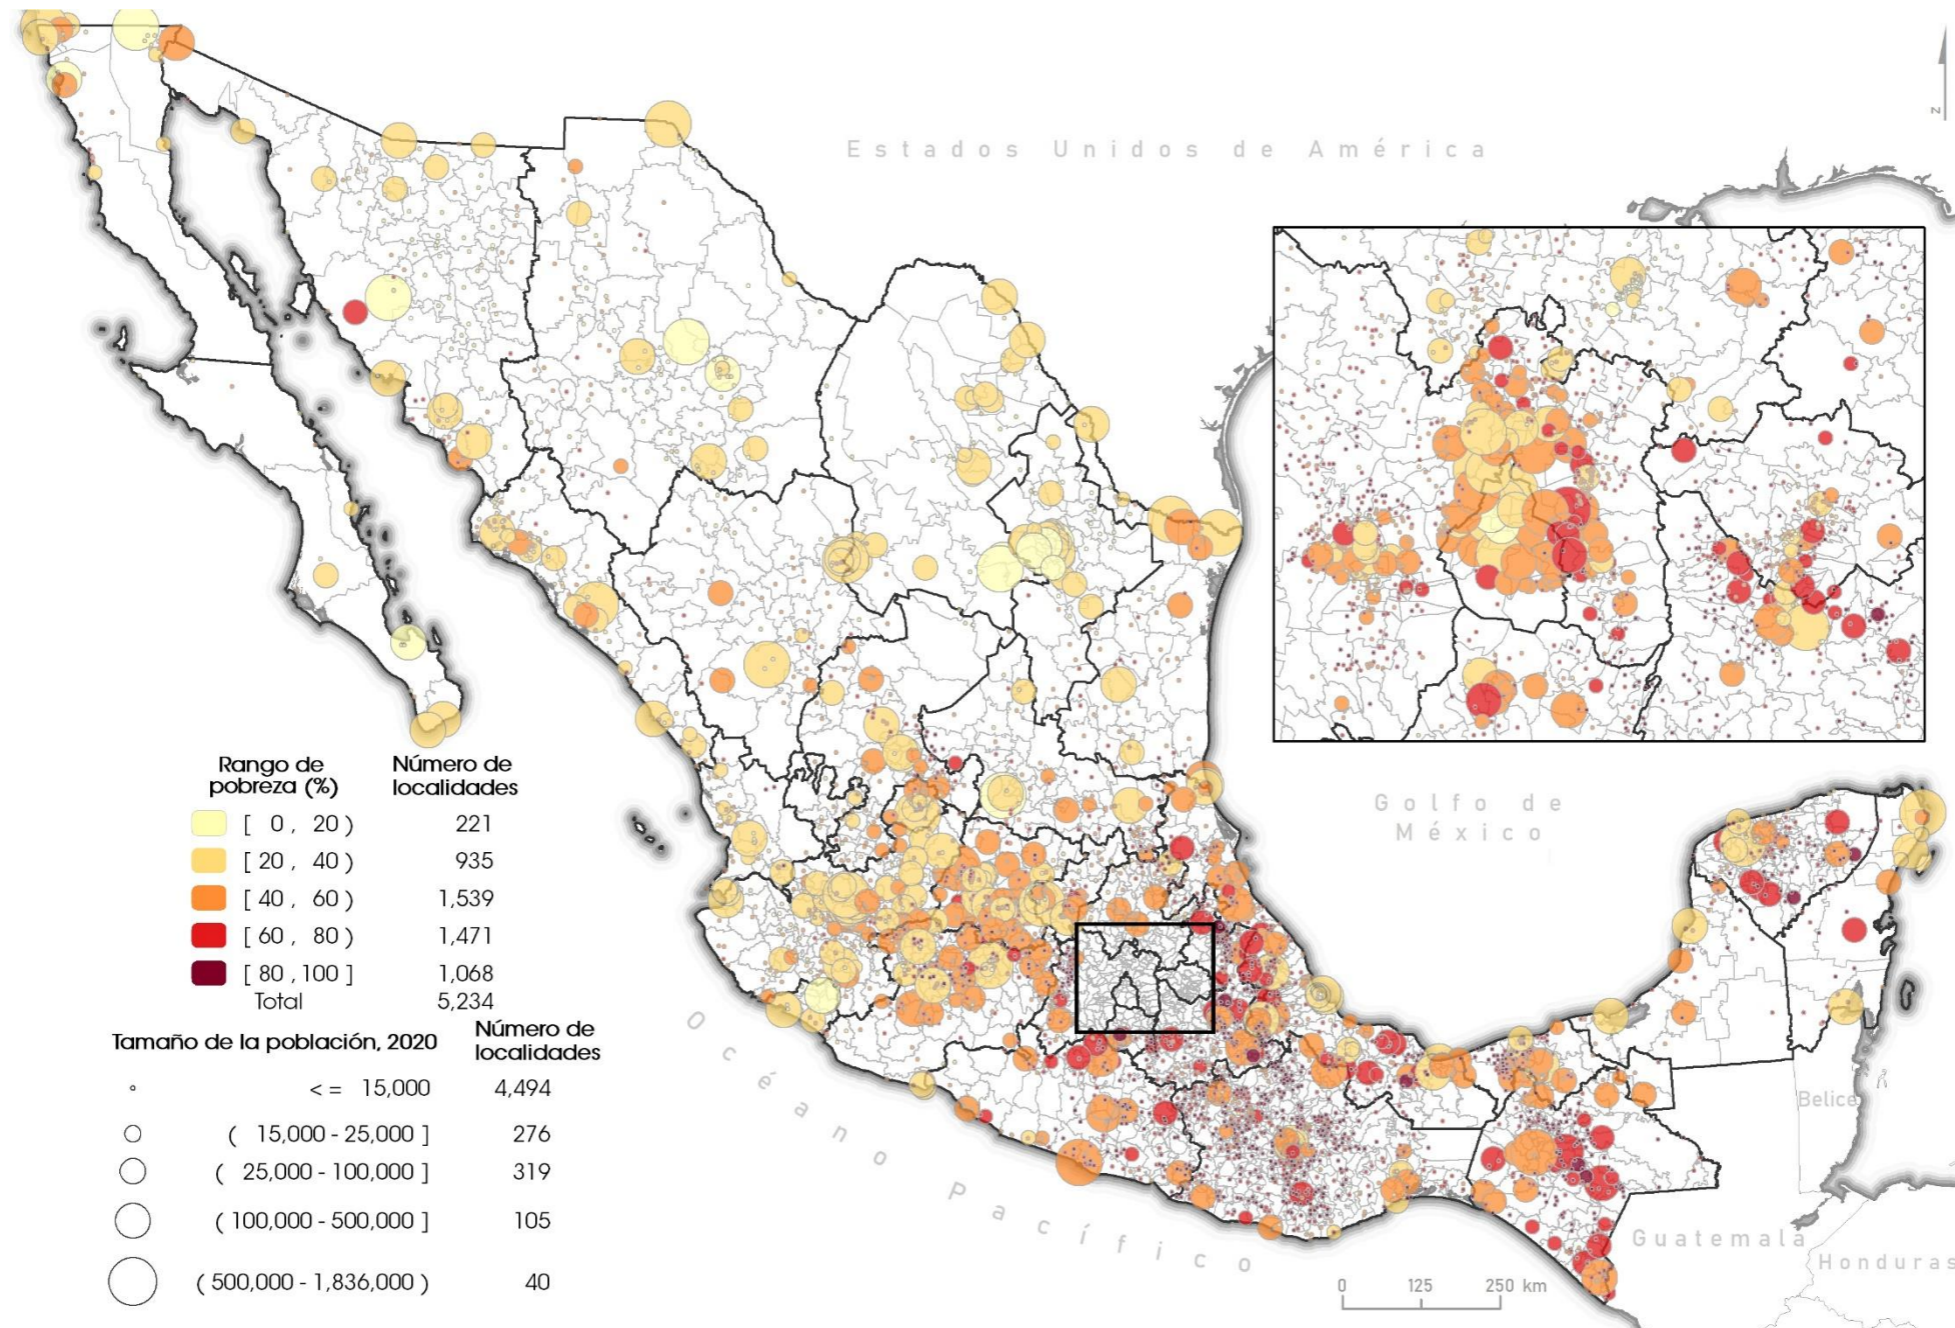 Estados Unidos de América
z
Golfo de
México
Rango de
pobreza (%)
Número de
localidades
[ 0 , 20 ) 221
[ 20 , 40 ) 935
[ 40 , 60 ) 1,539
[ 60 , 80 ) 1,471
[ 80 , 100 ] 1,068
Total 5,234
Tamaño de la población, 2020
Número de
localidades
< = 15,000 4,494
( 15,000 - 25,000 ] 276
( 25,000 - 100,000 ] 319
( 100,000 - 500,000 ] 105
( 500,000 - 1,836,000 ) 40
Océano Pacífico
Belice
Guatemala
Honduras
0 125 250 km